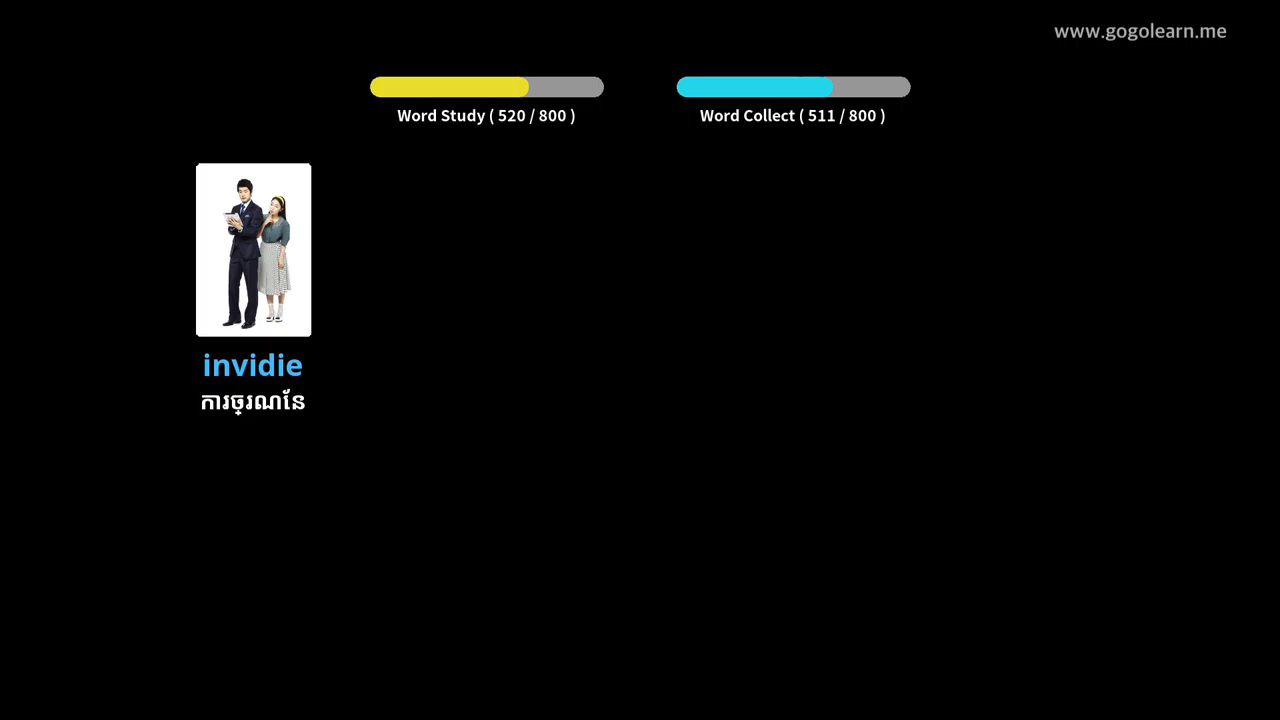 www.gogolearn.me
Word Study ( 520 / 800 )
Word Collect ( 511 / 800 )
invidie
ការច្រណែន